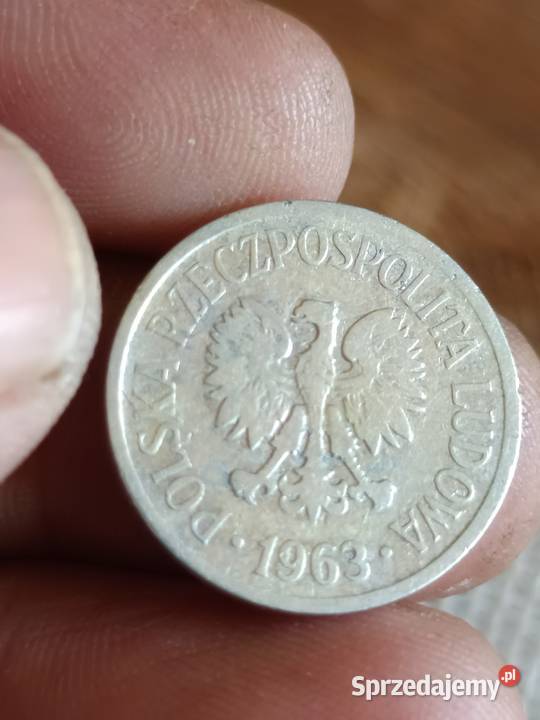 POLSKA RZECZPOSPOLITA LUDOWA
· 1963 ·
Sprzedajemy.pl